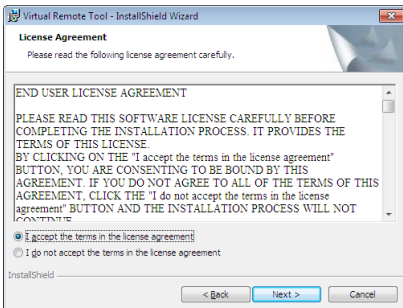 Virtual Remote Tool - InstallShield Wizard
License Agreement
Please read the following license agreement carefully.
END USER LICENSE AGREEMENT
PLEASE READ THIS SOFTWARE LICENSE CAREFULLY BEFORE
COMPLETING THE INSTALLATION PROCESS. IT PROVIDES THE
TERMS OF THIS LICENSE.
BY CLICKING ON THE "I accept the terms in the license agreement"
BUTTON, YOU ARE CONSENTING TO BE BOUND BY THIS
AGREEMENT. IF YOU DO NOT AGREE TO ALL OF THE TERMS OF THIS
AGREEMENT, CLICK THE "I do not accept the terms in the license
agreement" BUTTON AND THE INSTALLATION PROCESS WILL NOT
CONTINUE
I accept the terms in the license agreement
I do not accept the terms in the license agreement
InstallShield
< Back Next > Cancel